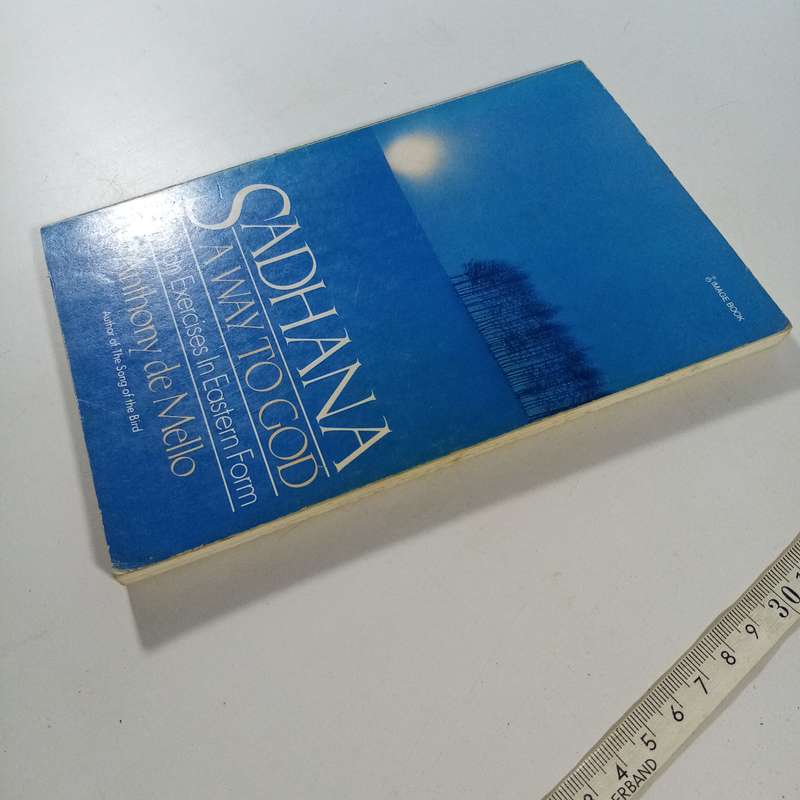 SADHANA
A WAY TO GOD
Exercises In Eastern Form
Anthony de Mello
Author of The Song of the Bird
IMAGE BOOK
4 5 6 7 8 9 30